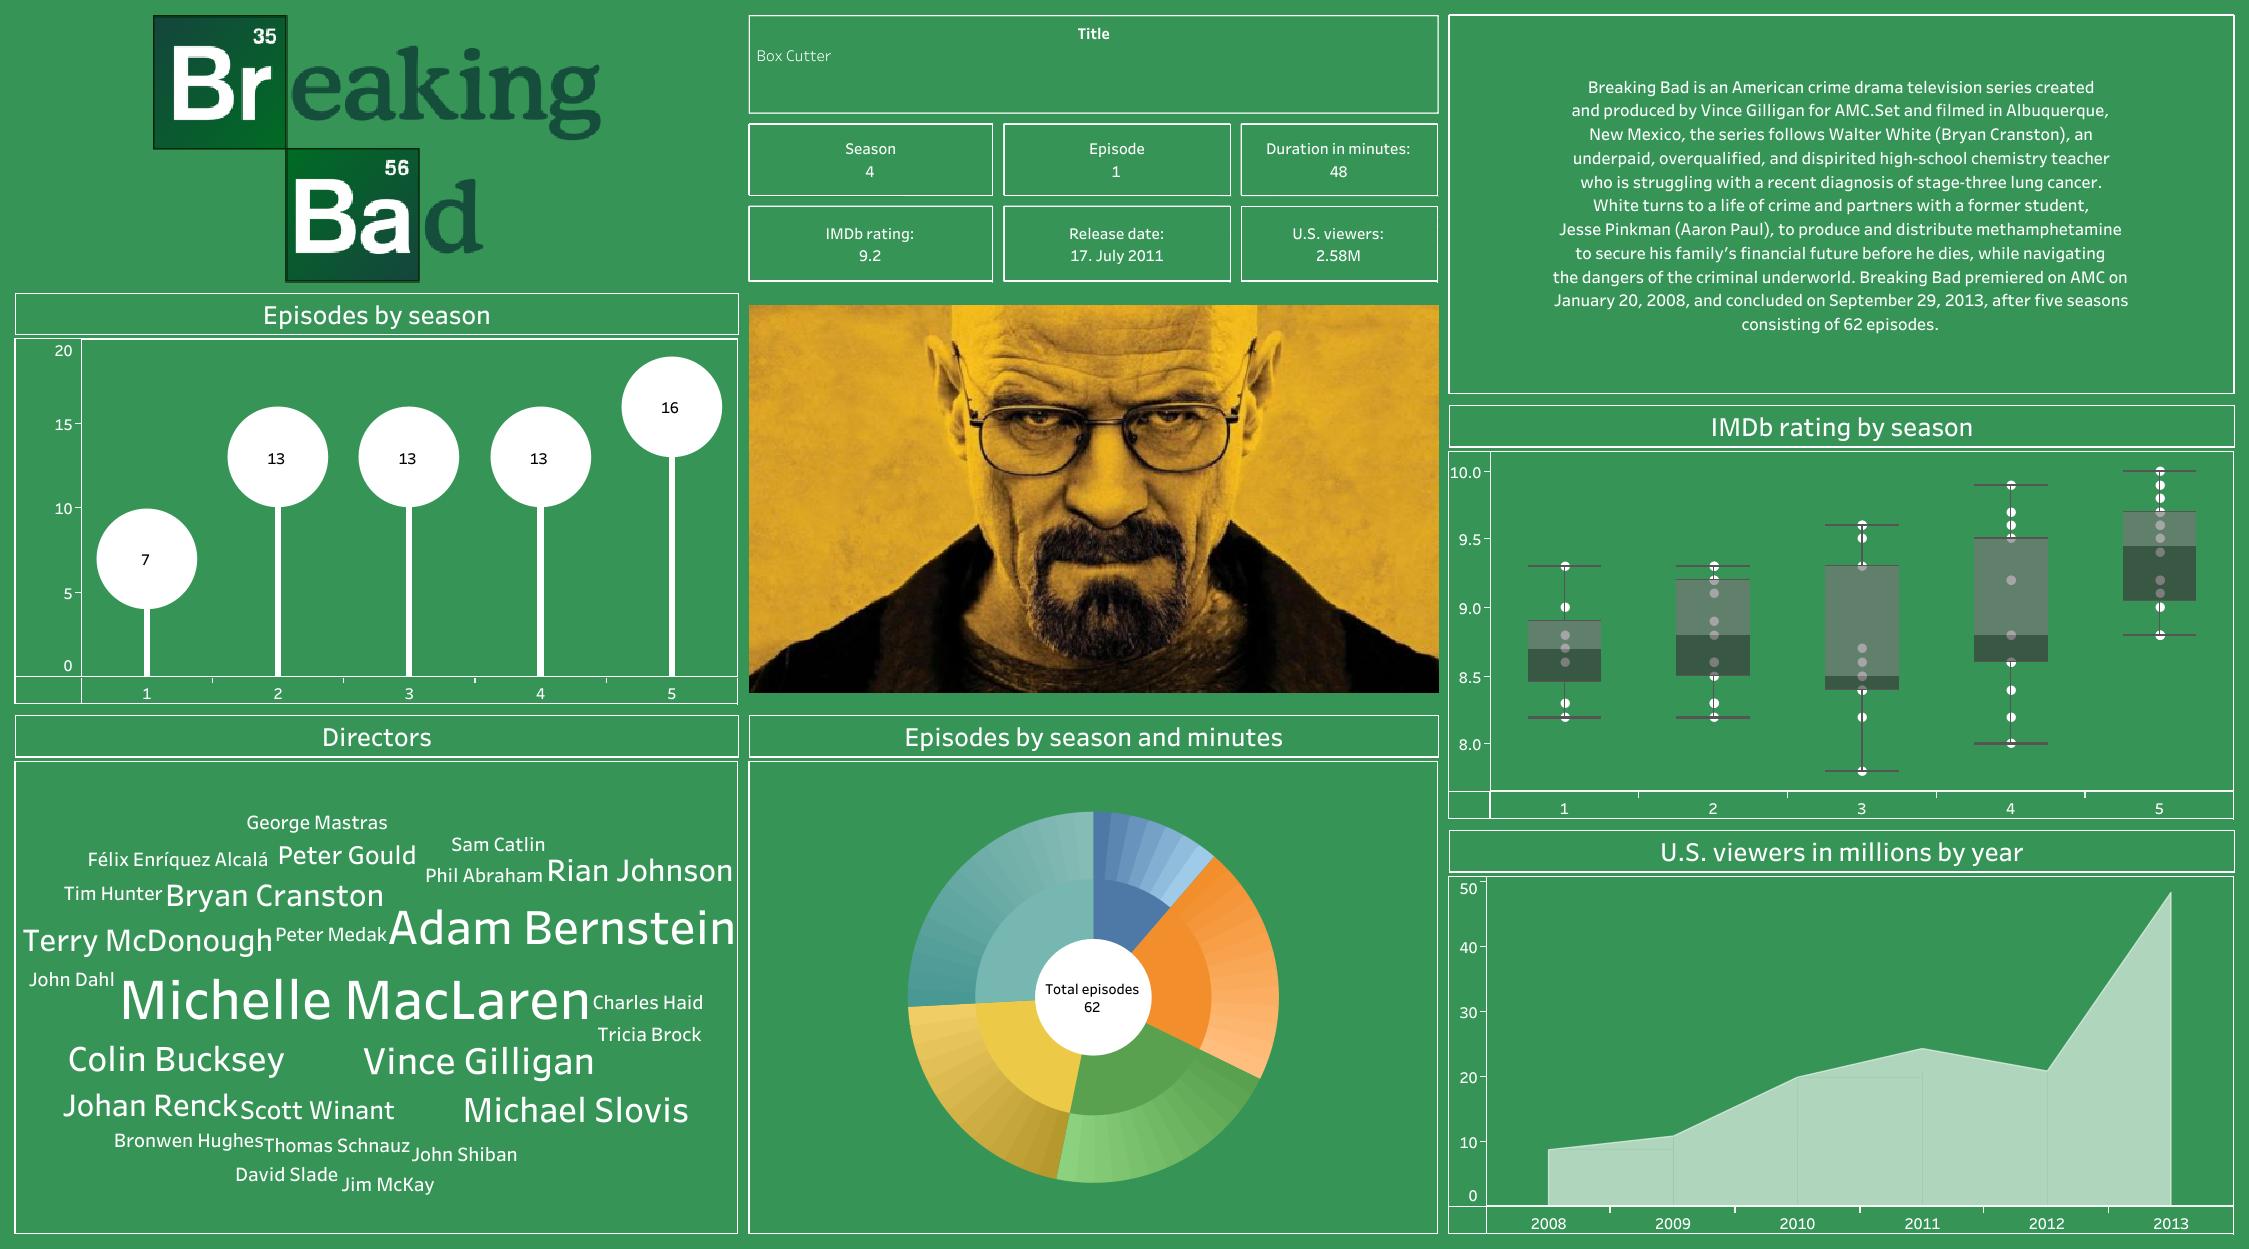 35
Breaking
56
Bad
Title
Box Cutter
Season
4
Episode
1
Duration in minutes:
48
IMDb rating:
9.2
Release date:
17. July 2011
U.S. viewers:
2.58M
Breaking Bad is an American crime drama television series created
and produced by Vince Gilligan for AMC.Set and filmed in Albuquerque,
New Mexico, the series follows Walter White (Bryan Cranston), an
underpaid, overqualified, and dispirited high-school chemistry teacher
who is struggling with a recent diagnosis of stage-three lung cancer.
White turns to a life of crime and partners with a former student,
Jesse Pinkman (Aaron Paul), to produce and distribute methamphetamine
to secure his family's financial future before he dies, while navigating
the dangers of the criminal underworld. Breaking Bad premiered on AMC on
January 20, 2008, and concluded on September 29, 2013, after five seasons
consisting of 62 episodes.
Episodes by season
20
15
10
5
0
7
13
13
13
16
1 2 3 4 5
IMDb rating by season
10.0
9.5
9.0
8.5
8.0
1 2 3 4 5
Directors
George Mastras
Sam Catlin
Félix Enríquez Alcalá Peter Gould
Phil Abraham Rian Johnson
Tim Hunter Bryan Cranston
Terry McDonough Peter Medak Adam Bernstein
John Dahl
Michelle MacLaren Charles Haid
Tricia Brock
Colin Bucksey Vince Gilligan
Johan Renck Scott Winant Michael Slovis
Bronwen Hughes Thomas Schnauz John Shiban
David Slade Jim McKay
Episodes by season and minutes
Total episodes
62
U.S. viewers in millions by year
50
40
30
20
10
0
2008 2009 2010 2011 2012 2013